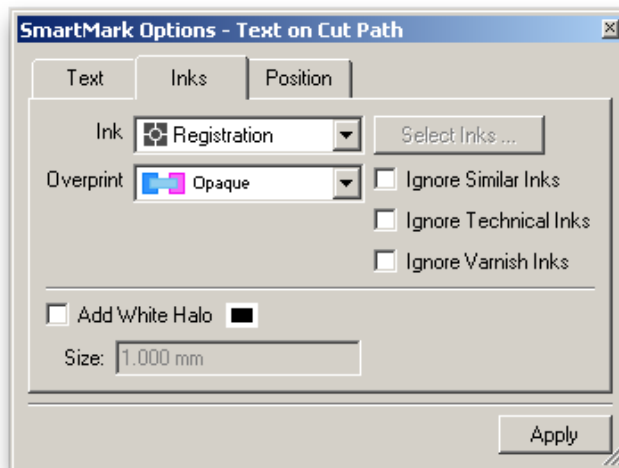 SmartMark Options - Text on Cut Path
Text Inks Position
Ink Registration Select Inks ...
Overprint Opaque Ignore Similar Inks
Ignore Technical Inks
Ignore Varnish Inks
Add White Halo
Size: 1.000 mm
Apply